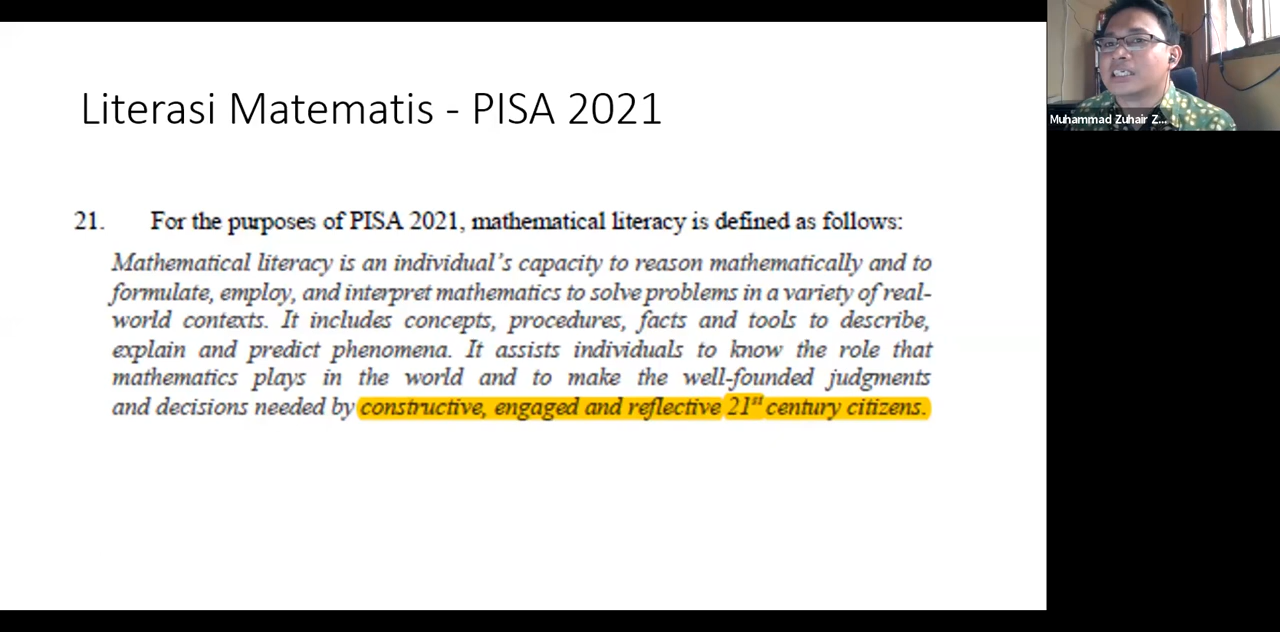 Literasi Matematis - PISA 2021
21. For the purposes of PISA 2021, mathematical literacy is defined as follows:
Mathematical literacy is an individual's capacity to reason mathematically and to
formulate, employ, and interpret mathematics to solve problems in a variety of real-
world contexts. It includes concepts, procedures, facts and tools to describe,
explain and predict phenomena. It assists individuals to know the role that
mathematics plays in the world and to make the well-founded judgments
and decisions needed by constructive, engaged and reflective 21st century citizens.
Muhammad Zuhair Z...